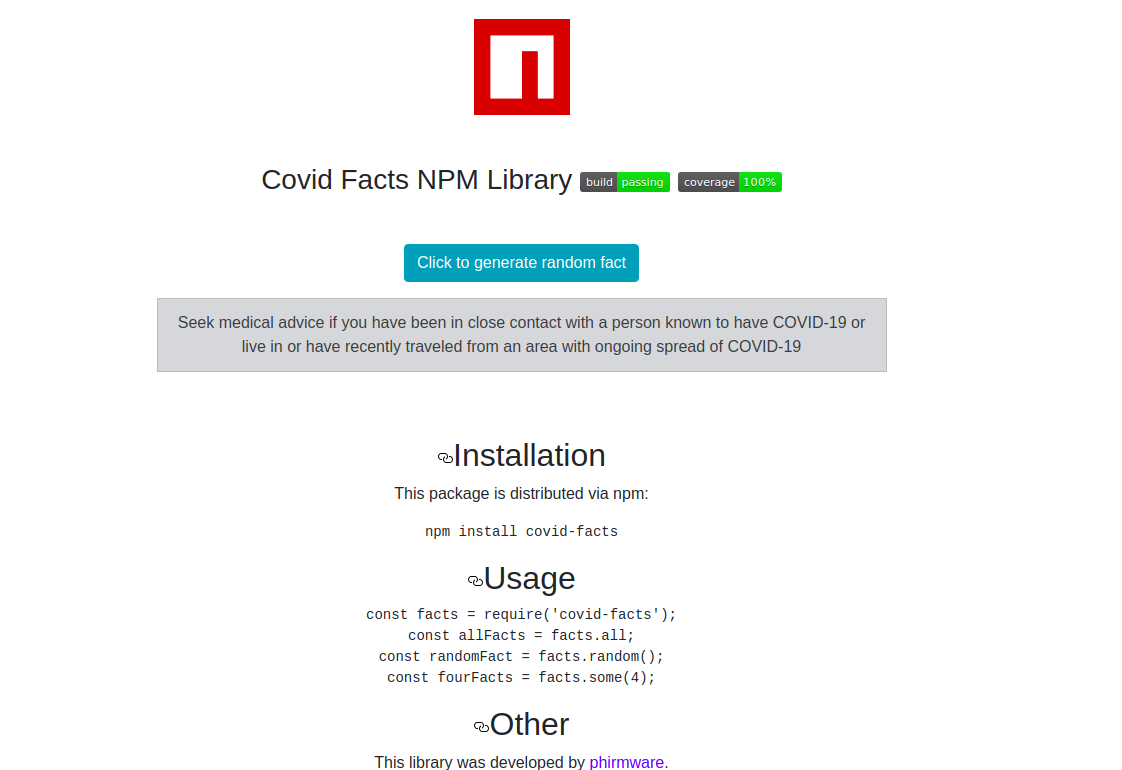 Covid Facts NPM Library build passing coverage 100%
Click to generate random fact
Seek medical advice if you have been in close contact with a person known to have COVID-19 or
live in or have recently traveled from an area with ongoing spread of COVID-19
Installation
This package is distributed via npm:
npm install covid-facts
Usage
const facts = require('covid-facts');
const allFacts = facts.all;
const randomFact = facts.random();
const fourFacts = facts.some(4);
Other
This library was developed by phirmware.